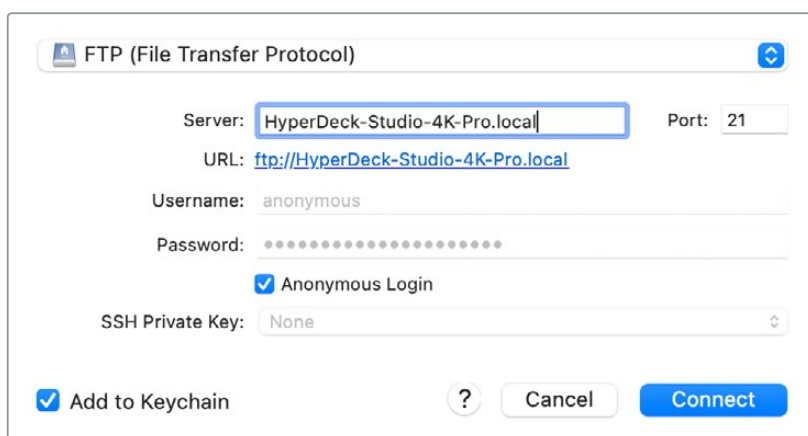 FTP (File Transfer Protocol)
Server: HyperDeck-Studio-4K-Pro.local Port: 21
URL: ftp://HyperDeck-Studio-4K-Pro.local
Username: anonymous
Password: ●●●●●●●●●●●●●●●●●●●●●
Anonymous Login
SSH Private Key: None
Add to Keychain ? Cancel Connect